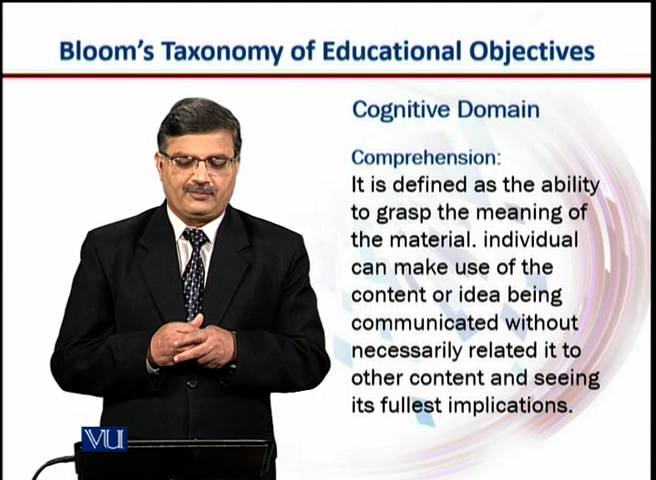 Bloom's Taxonomy of Educational Objectives
Cognitive Domain
Comprehension:
It is defined as the ability
to grasp the meaning of
the material. individual
can make use of the
content or idea being
communicated without
necessarily related it to
other content and seeing
its fullest implications.
VU